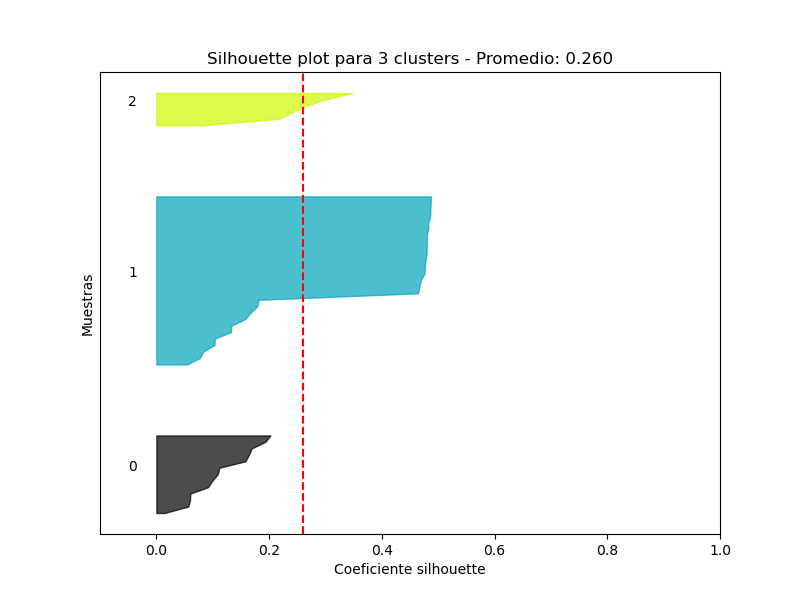 Silhouette plot para 3 clusters - Promedio: 0.260
2
1
0
Muestras
0.0 0.2 0.4 0.6 0.8 1.0
Coeficiente silhouette